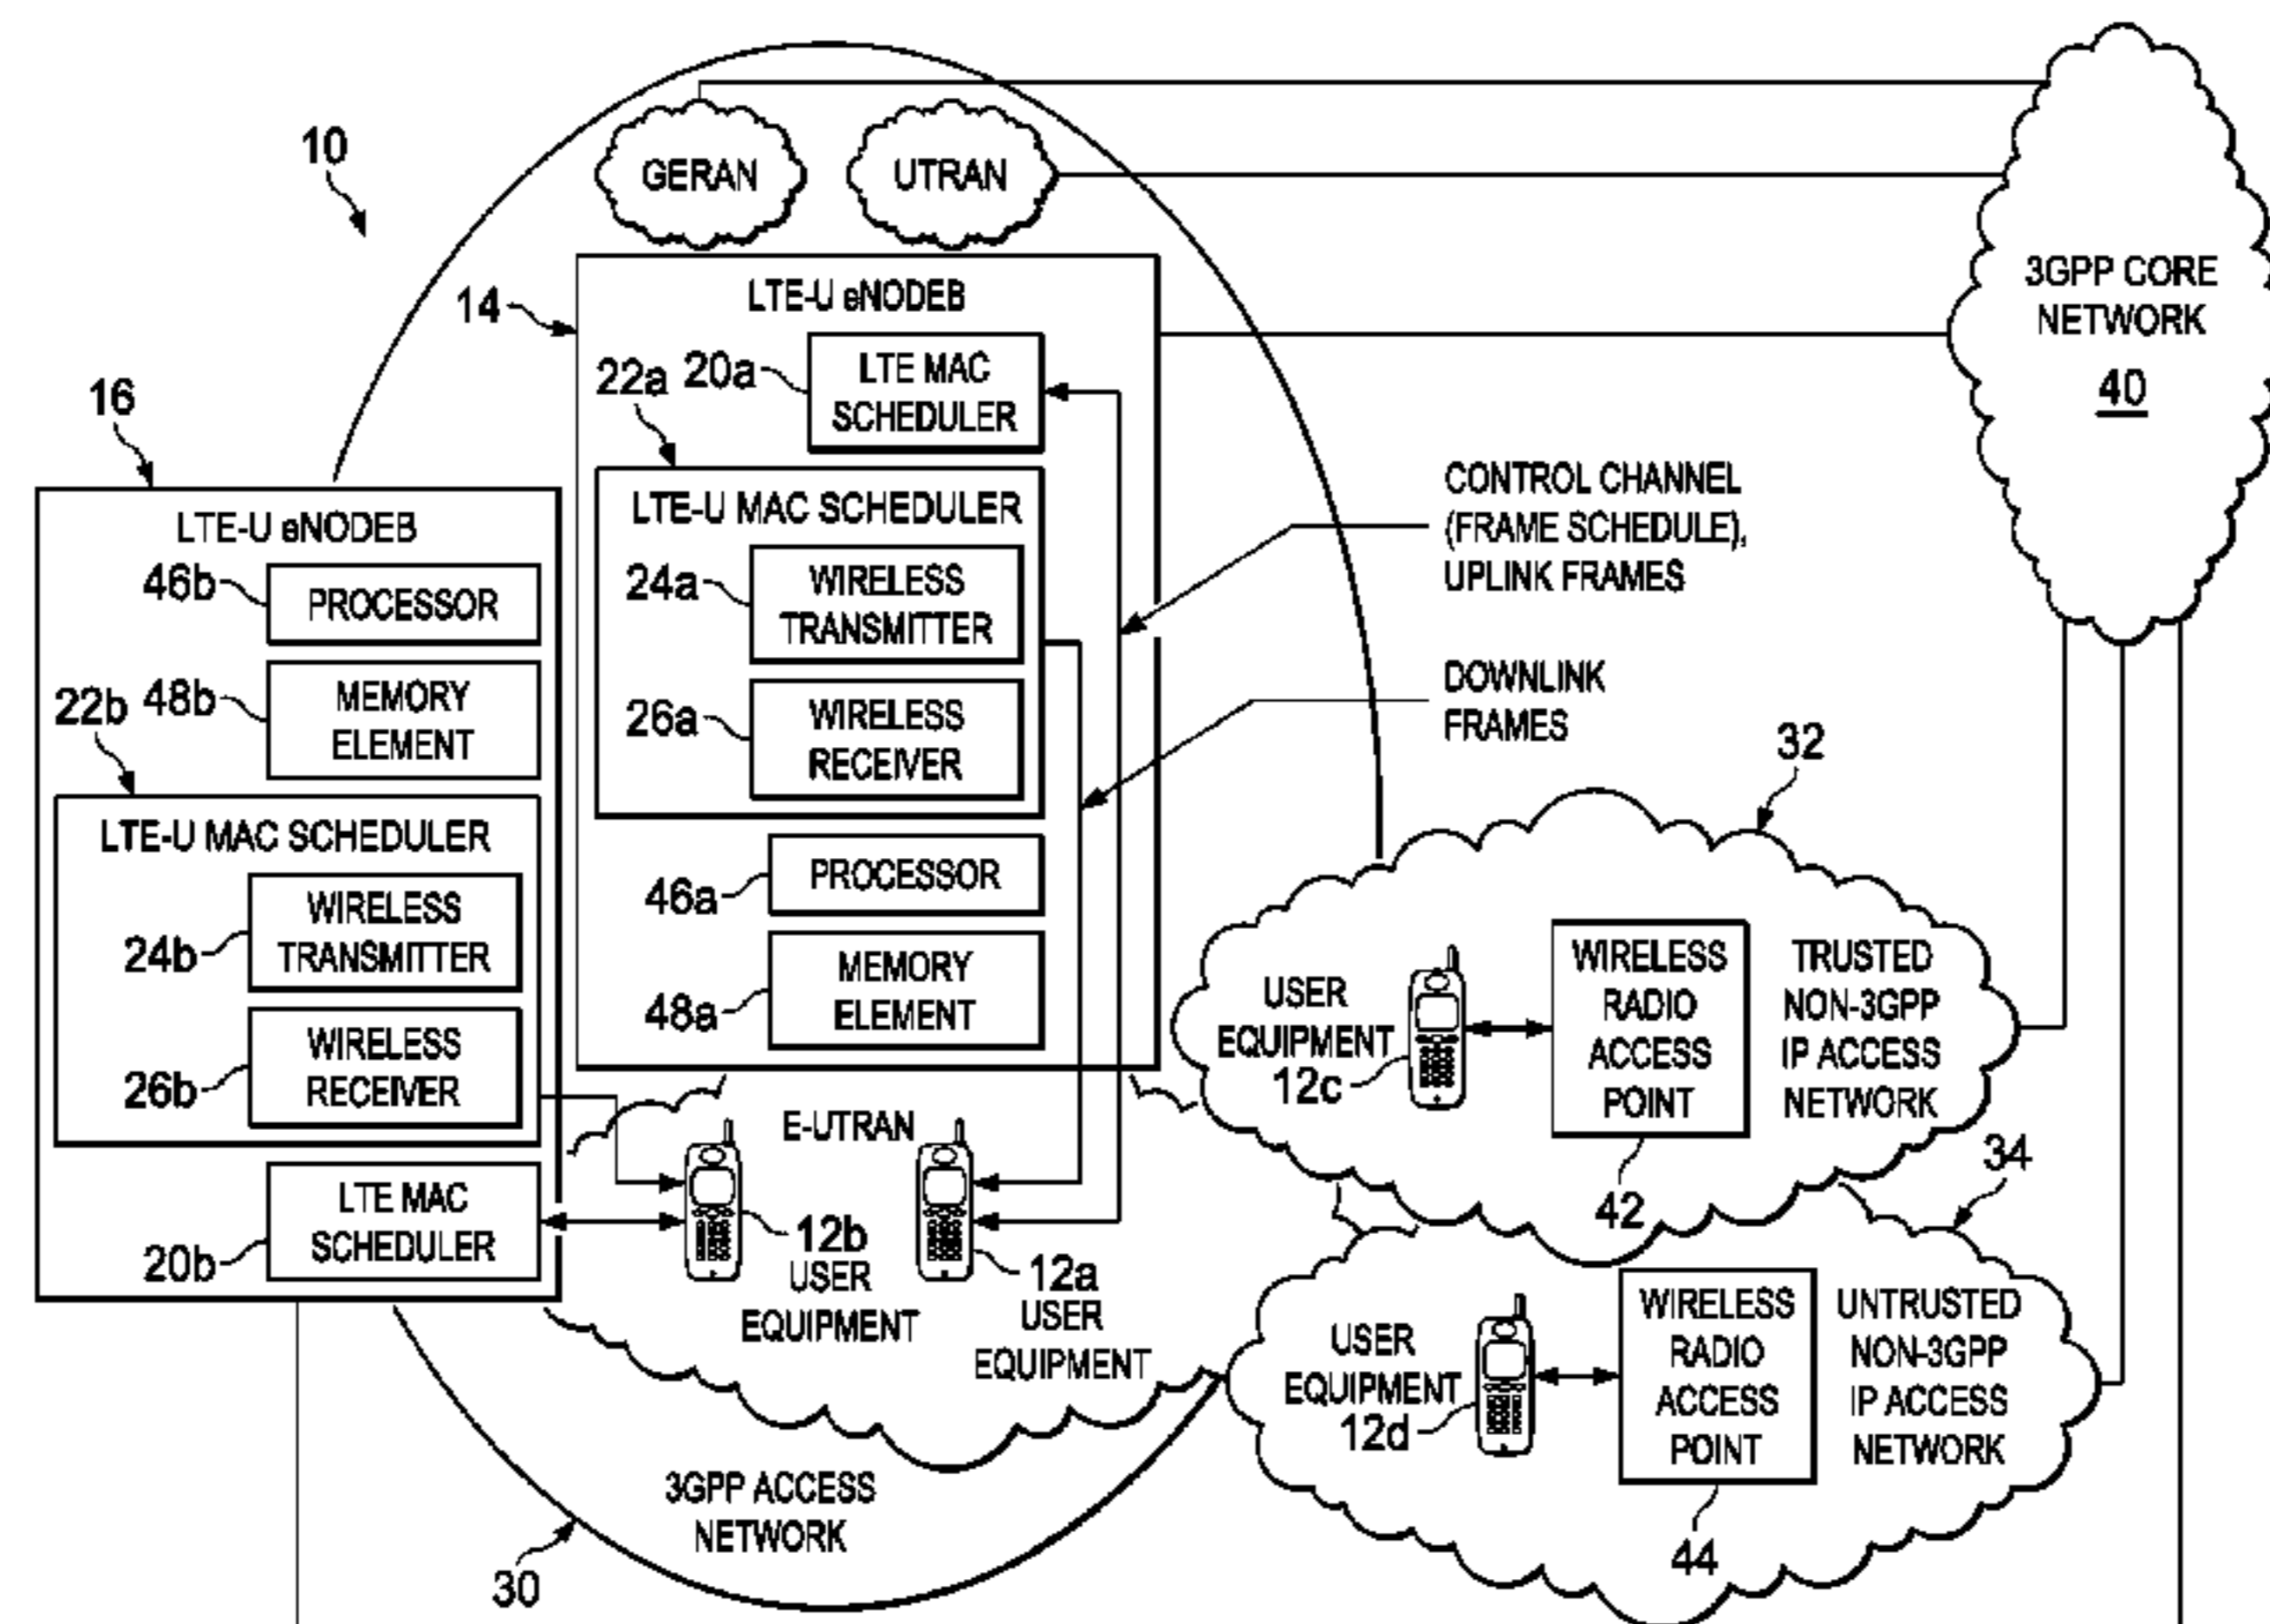 10
GERAN
UTRAN
3GPP CORE
NETWORK
40
14
LTE-U eNODEB
20a
LTE MAC
SCHEDULER
22a
LTE-U MAC SCHEDULER
24a
WIRELESS
TRANSMITTER
26a
WIRELESS
RECEIVER
46a
PROCESSOR
48a
MEMORY
ELEMENT
CONTROL CHANNEL
(FRAME SCHEDULE),
UPLINK FRAMES
DOWNLINK
FRAMES
16
LTE-U eNODEB
46b
PROCESSOR
48b
MEMORY
ELEMENT
22b
LTE-U MAC SCHEDULER
24b
WIRELESS
TRANSMITTER
26b
WIRELESS
RECEIVER
20b
LTE MAC
SCHEDULER
E-UTRAN
12b
USER
EQUIPMENT
12a
USER
EQUIPMENT
3GPP ACCESS
NETWORK
30
32
USER
EQUIPMENT
12c
WIRELESS
RADIO
ACCESS
POINT
42
TRUSTED
NON-3GPP
IP ACCESS
NETWORK
34
USER
EQUIPMENT
12d
WIRELESS
RADIO
ACCESS
POINT
44
UNTRUSTED
NON-3GPP
IP ACCESS
NETWORK